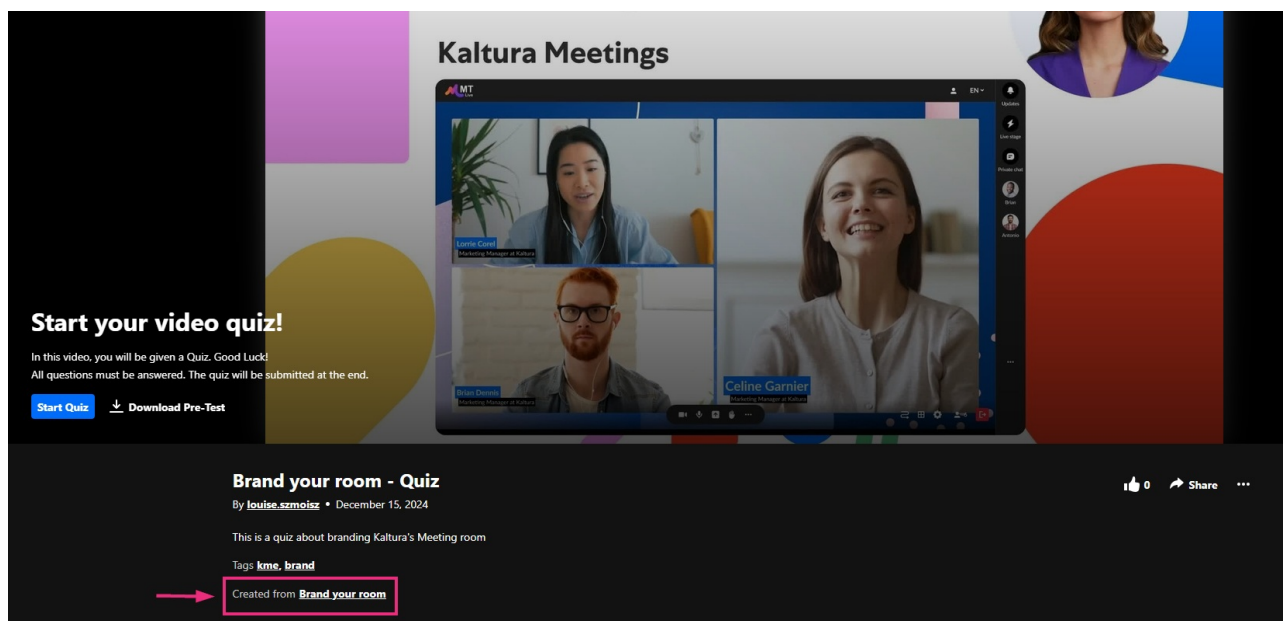 Kaltura Meetings
MT
Live
EN
Updates
Live stage
Private chat
Brian
Antonio
Lorrie Corel
Marketing Manager at Kaltura
Brian Dennis
Marketing Manager at Kaltura
Celine Garnier
Marketing Manager at Kaltura
Start your video quiz!
In this video, you will be given a Quiz. Good Luck!
All questions must be answered. The quiz will be submitted at the end.
Start Quiz Download Pre-Test
Brand your room - Quiz
0 Share ...
By louise.szmoisz • December 15, 2024
This is a quiz about branding Kaltura's Meeting room
Tags kme, brand
Created from Brand your room